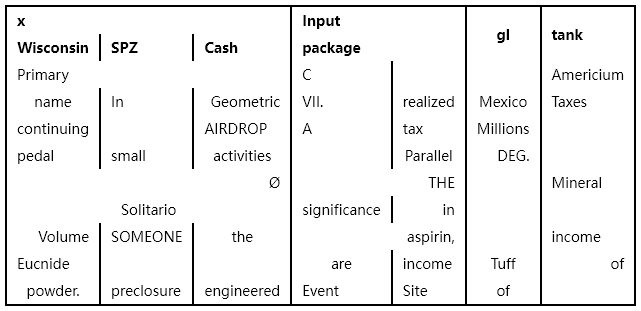 x Input
gl tank
Wisconsin SPZ Cash package
Primary C Americium
name In Geometric VII. realized Mexico Taxes
continuing AIRDROP A tax Millions
pedal small activities Parallel DEG.
Ø THE Mineral
Solitario significance in
Volume SOMEONE the aspirin, income
Eucnide are income Tuff of
powder. preclosure engineered Event Site of